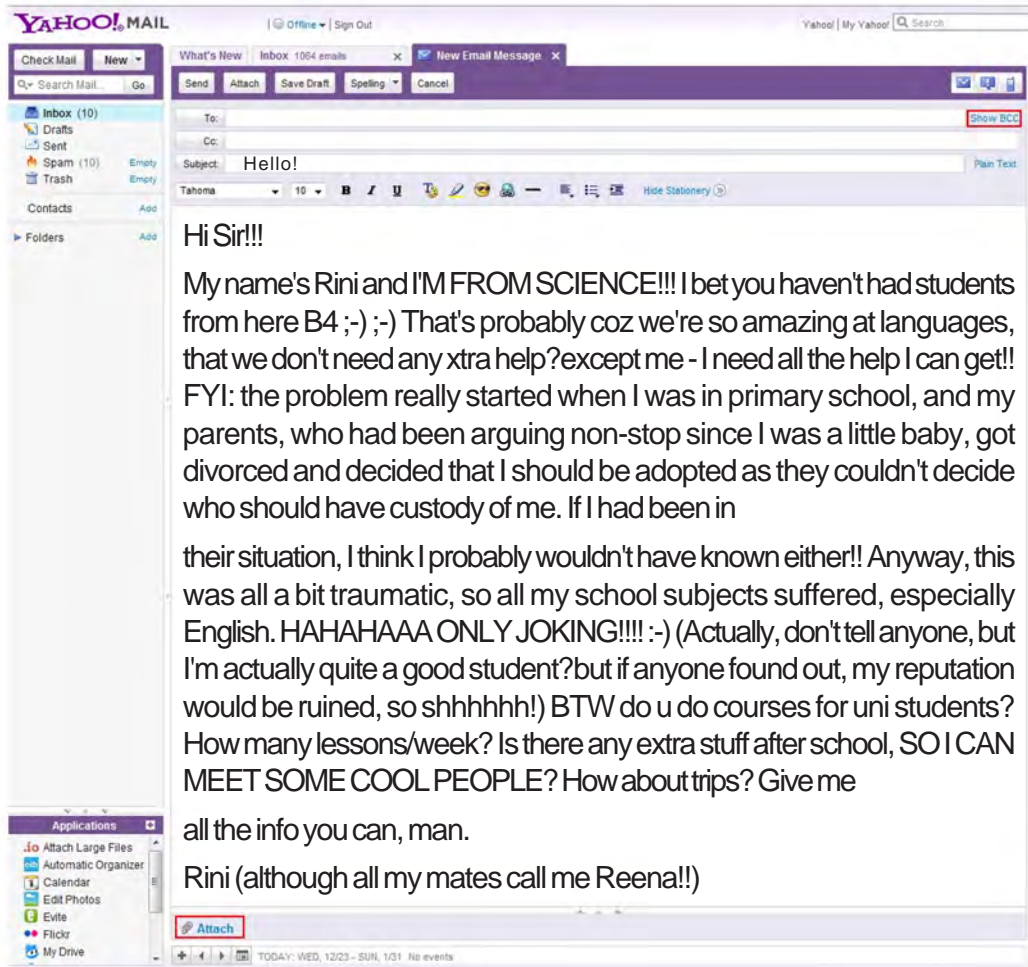 YAHOO! MAIL
Offline | Sign Out
Yahoo! | My Yahoo!
Search
Check Mail New
Search Mail... Go
Inbox (10)
Drafts
Sent
Spam (10) Empty
Trash Empty
Contacts Add
Folders Add
What's New Inbox 1064 emails x New Email Message x
Send Attach Save Draft Spelling Cancel
To: Show BCC
Cc:
Subject: Hello! Plain Text
Tahoma 10 B I U Hide Stationery
Hi Sir!!!
My name's Rini and I'M FROM SCIENCE!!! I bet you haven't had students
from here B4 ;-) ;-) That's probably coz we're so amazing at languages,
that we don't need any xtra help?except me - I need all the help I can get!!
FYI: the problem really started when I was in primary school, and my
parents, who had been arguing non-stop since I was a little baby, got
divorced and decided that I should be adopted as they couldn't decide
who should have custody of me. If I had been in
their situation, I think I probably wouldn't have known either!! Anyway, this
was all a bit traumatic, so all my school subjects suffered, especially
English. HAHAHAAA ONLY JOKING!!!! :-) (Actually, don't tell anyone, but
I'm actually quite a good student?but if anyone found out, my reputation
would be ruined, so shhhhhh!) BTW do u do courses for uni students?
How many lessons/week? Is there any extra stuff after school, SO I CAN
MEET SOME COOL PEOPLE? How about trips? Give me
all the info you can, man.
Rini (although all my mates call me Reena!!)
Applications
.io Attach Large Files
Automatic Organizer
Calendar
Edit Photos
Evite
Flickr
My Drive
Attach
TODAY: WED, 12/23 - SUN, 1/31 No events